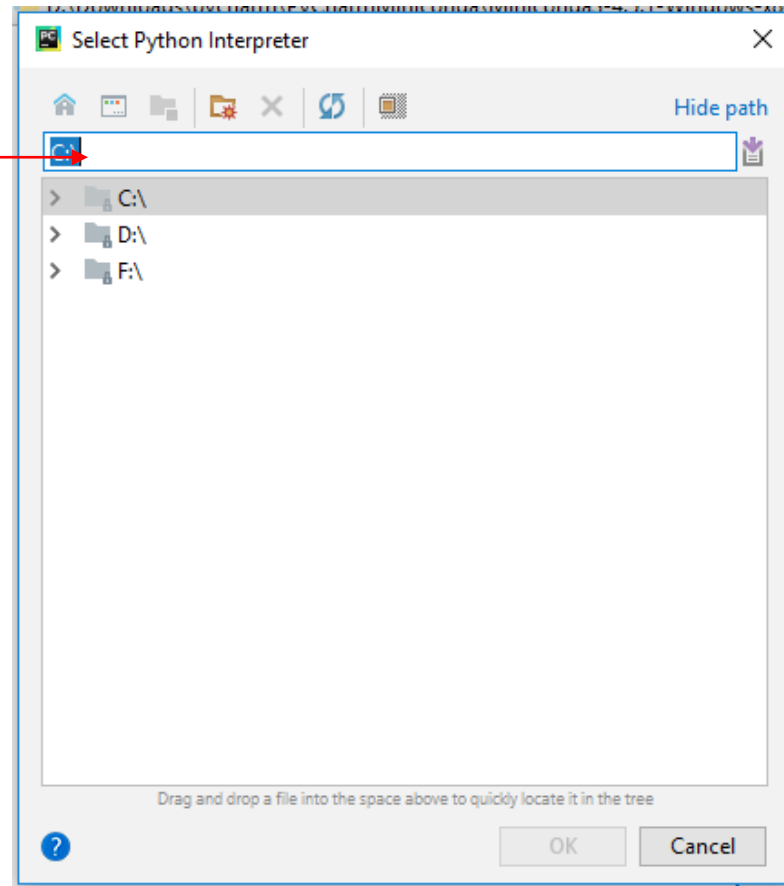 Select Python Interpreter
Hide path
C:\
C:\
D:\
F:\
Drag and drop a file into the space above to quickly locate it in the tree
OK
Cancel